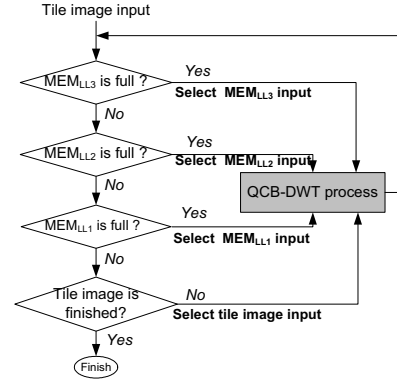 Tile image input
MEMLL3 is full ?
Yes
Select MEMLL3 input
No
MEMLL2 is full ?
Yes
Select MEMLL2 input
No
QCB-DWT process
MEMLL1 is full ?
Yes
Select MEMLL1 input
No
Tile image is
finished?
No
Select tile image input
Yes
Finish